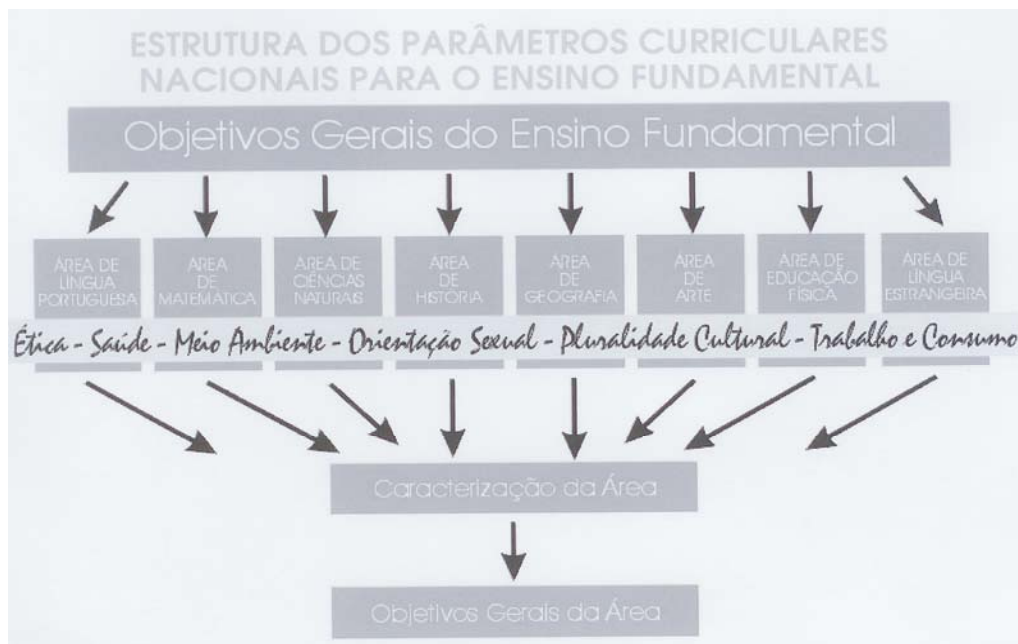 ESTRUTURA DOS PARÂMETROS CURRICULARES
NACIONAIS PARA O ENSINO FUNDAMENTAL
Objetivos Gerais do Ensino Fundamental
ÁREA DE
LÍNGUA
PORTUGUESA
ÁREA
DE
MATEMÁTICA
ÁREA DE
CIÊNCIAS
NATURAIS
ÁREA
DE
HISTÓRIA
ÁREA
DE
GEOGRAFIA
ÁREA
DE
ARTE
ÁREA DE
EDUCAÇÃO
FÍSICA
ÁREA DE
LÍNGUA
ESTRANGEIRA
Ética - Saúde - Meio Ambiente - Orientação Sexual - Pluralidade Cultural - Trabalho e Consumo
Caracterização da Área
Objetivos Gerais da Área